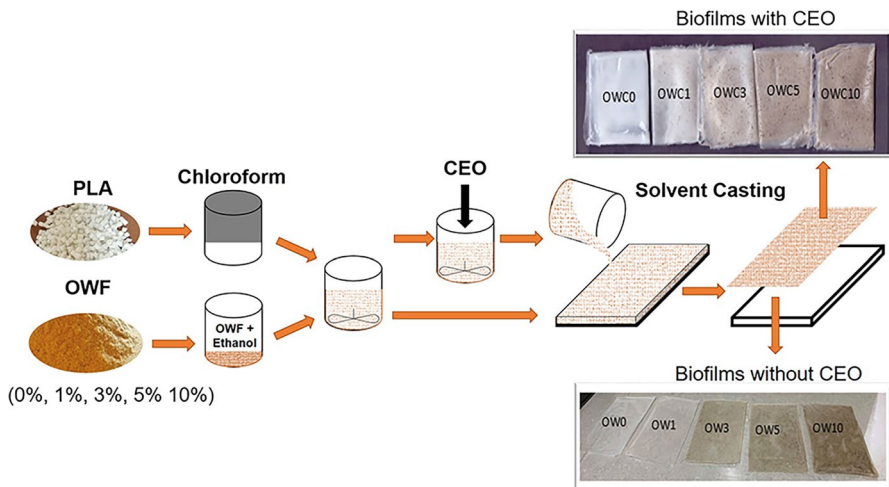 Biofilms with CEO
OWC0
OWC1
OWC3
OWC5
OWC10
PLA
Chloroform
CEO
Solvent Casting
OWF
OWF +
Ethanol
(0%, 1%, 3%, 5% 10%)
Biofilms without CEO
OW0
OW1
OW3
OW5
OW10